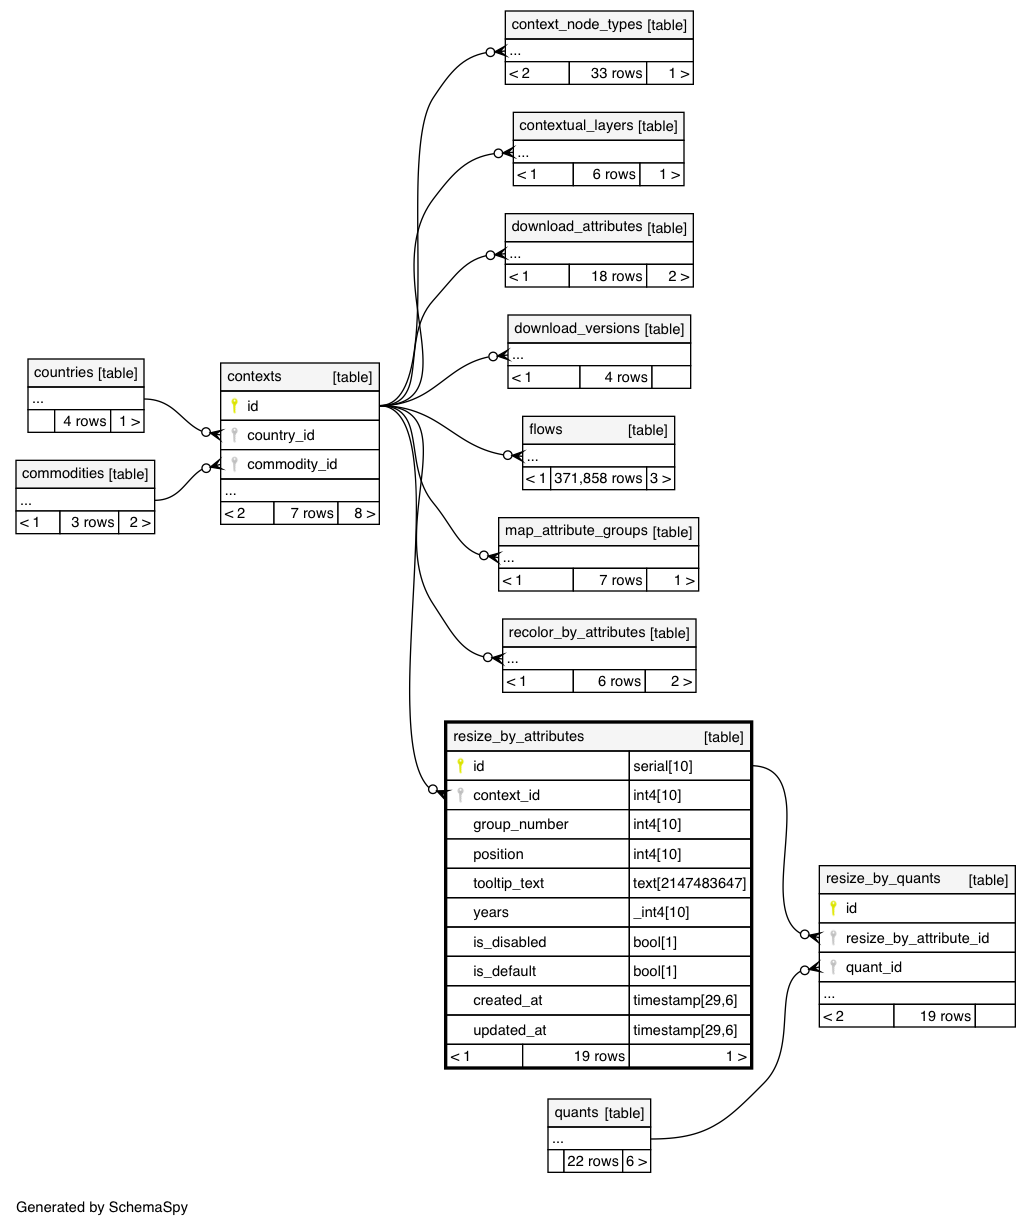 context_node_types [table]
...
< 2 33 rows 1 >
contextual_layers [table]
...
< 1 6 rows 1 >
download_attributes [table]
...
< 1 18 rows 2 >
download_versions [table]
...
< 1 4 rows
countries [table]
...
4 rows 1 >
commodities [table]
...
< 1 3 rows 2 >
contexts [table]
id
country_id
commodity_id
...
< 2 7 rows 8 >
flows [table]
...
< 1 371,858 rows 3 >
map_attribute_groups [table]
...
< 1 7 rows 1 >
recolor_by_attributes [table]
...
< 1 6 rows 2 >
resize_by_attributes [table]
id serial[10]
context_id int4[10]
group_number int4[10]
position int4[10]
tooltip_text text[2147483647]
years _int4[10]
is_disabled bool[1]
is_default bool[1]
created_at timestamp[29,6]
updated_at timestamp[29,6]
< 1 19 rows 1 >
resize_by_quants [table]
id
resize_by_attribute_id
quant_id
...
< 2 19 rows
quants [table]
...
22 rows 6 >
Generated by SchemaSpy